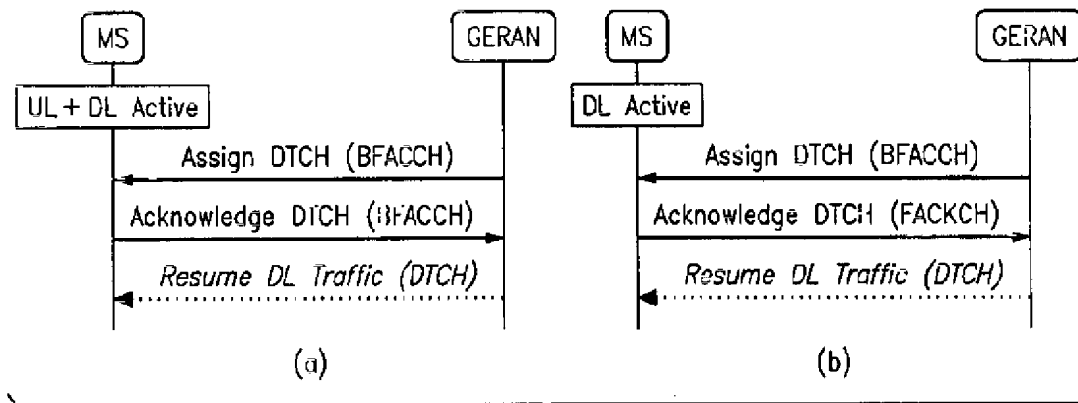 MS GERAN MS GERAN
UL + DL Active DL Active
Assign DTCH (BFACCH) Assign DTCH (BFACCH)
Acknowledge DTCH (BFACCH) Acknowledge DTCH (FACKCH)
Resume DL Traffic (DTCH) Resume DL Traffic (DTCH)
(a) (b)